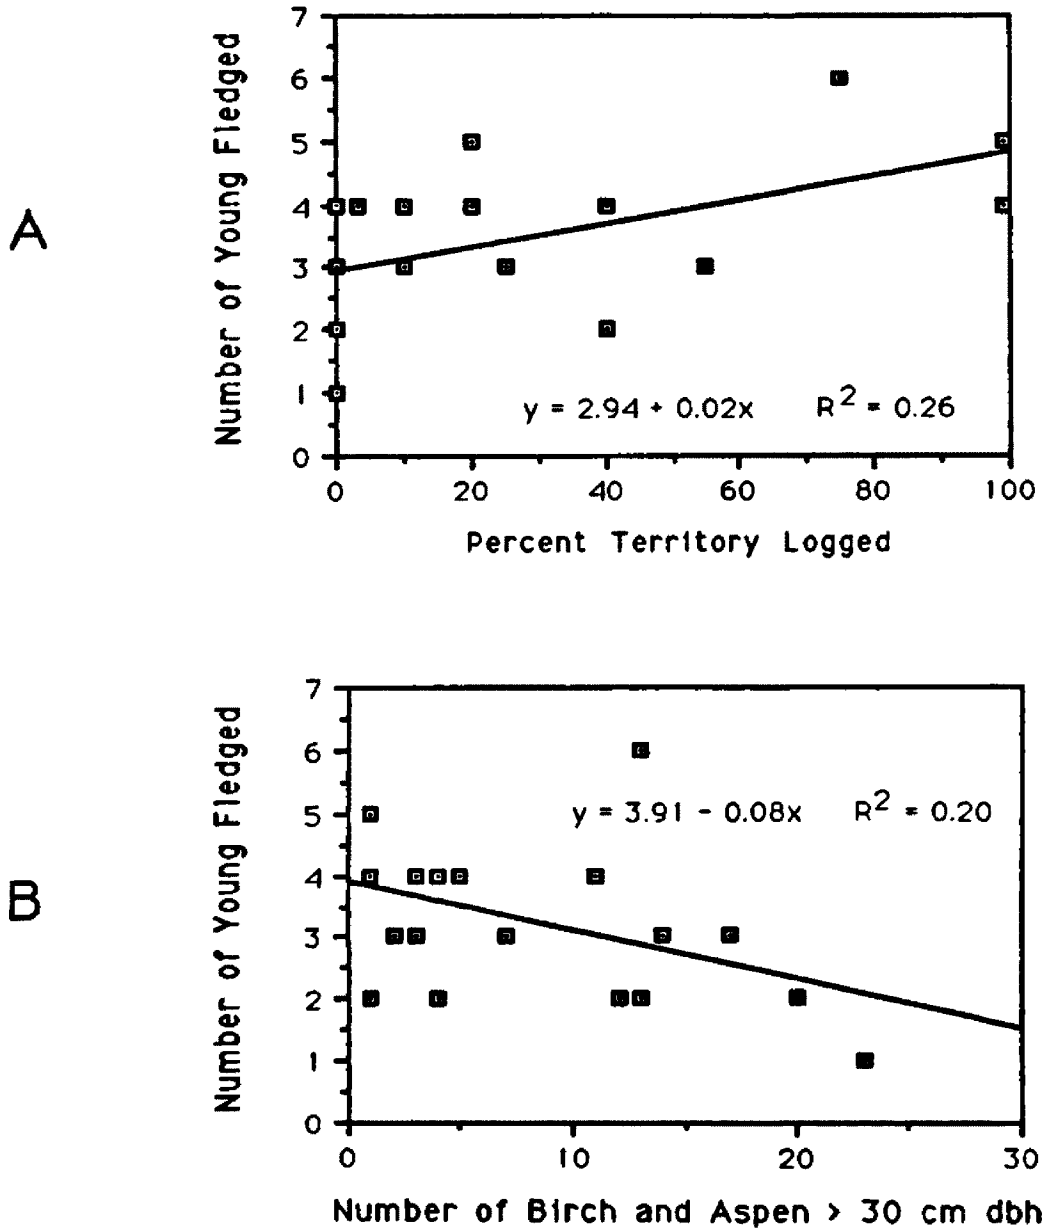 A
Number of Young Fledged
7
6
5
4
3
2
1
0
y = 2.94 + 0.02x R2 = 0.26
0 20 40 60 80 100
Percent Territory Logged
B
Number of Young Fledged
7
6
5
4
3
2
1
0
y = 3.91 - 0.08x R2 = 0.20
0 10 20 30
Number of Birch and Aspen > 30 cm dbh